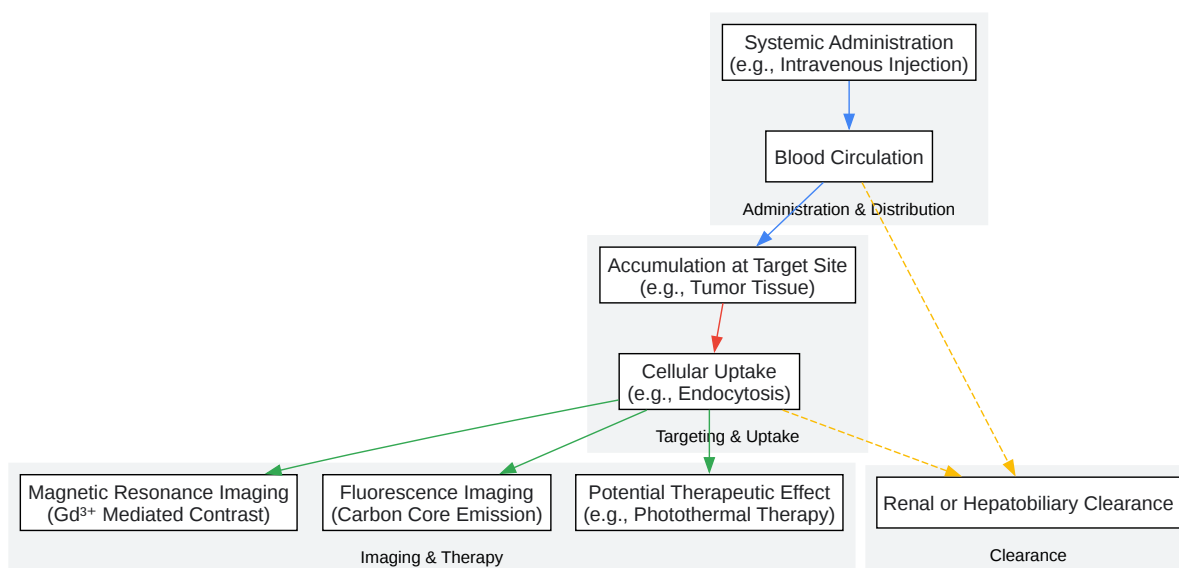 Systemic Administration
(e.g., Intravenous Injection)
Blood Circulation
Administration & Distribution
Accumulation at Target Site
(e.g., Tumor Tissue)
Cellular Uptake
(e.g., Endocytosis)
Targeting & Uptake
Magnetic Resonance Imaging
(Gd³⁺ Mediated Contrast)
Fluorescence Imaging
(Carbon Core Emission)
Potential Therapeutic Effect
(e.g., Photothermal Therapy)
Imaging & Therapy
Renal or Hepatobiliary Clearance
Clearance